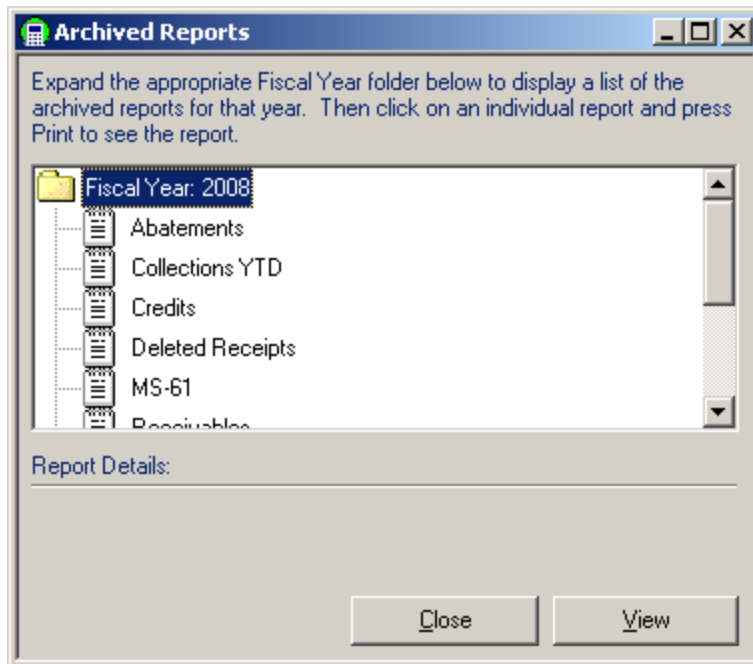 Archived Reports
Expand the appropriate Fiscal Year folder below to display a list of the
archived reports for that year.  Then click on an individual report and press
Print to see the report.
Fiscal Year: 2008
Abatements
Collections YTD
Credits
Deleted Receipts
MS-61
Receivables
Report Details:
Close
View